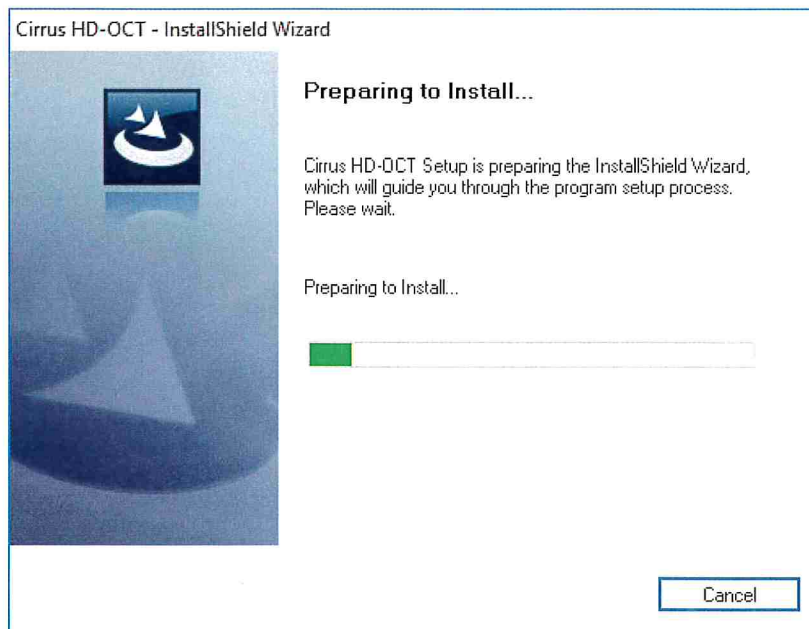 Cirrus HD-OCT - InstallShield Wizard
Preparing to Install...
Cirrus HD-OCT Setup is preparing the InstallShield Wizard,
which will guide you through the program setup process.
Please wait.
Preparing to Install...
Cancel